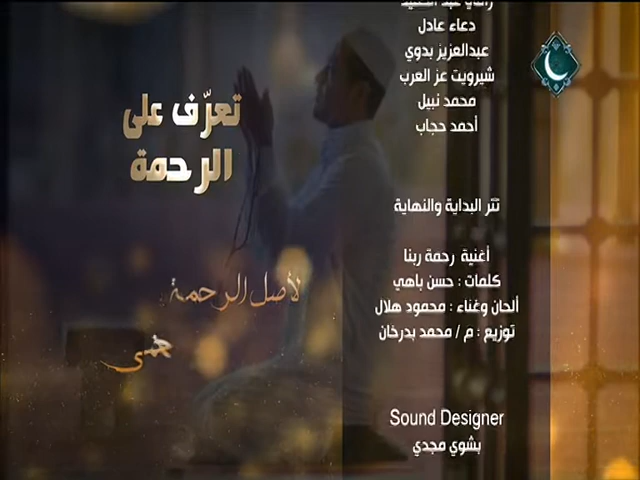 دعاء عادل
عبدالعزيز بدوي
شيرويت عز العرب
محمد نبيل
أحمد حجاب
تتر البداية والنهاية
أغنية رحمة ربنا
كلمات : حسن باهي
ألحان وغناء : محمود هلال
توزيع : م / محمد بدرخان
Sound Designer
بشوي مجدي
تعرّف على
الرحمة
لأصل الرحمة